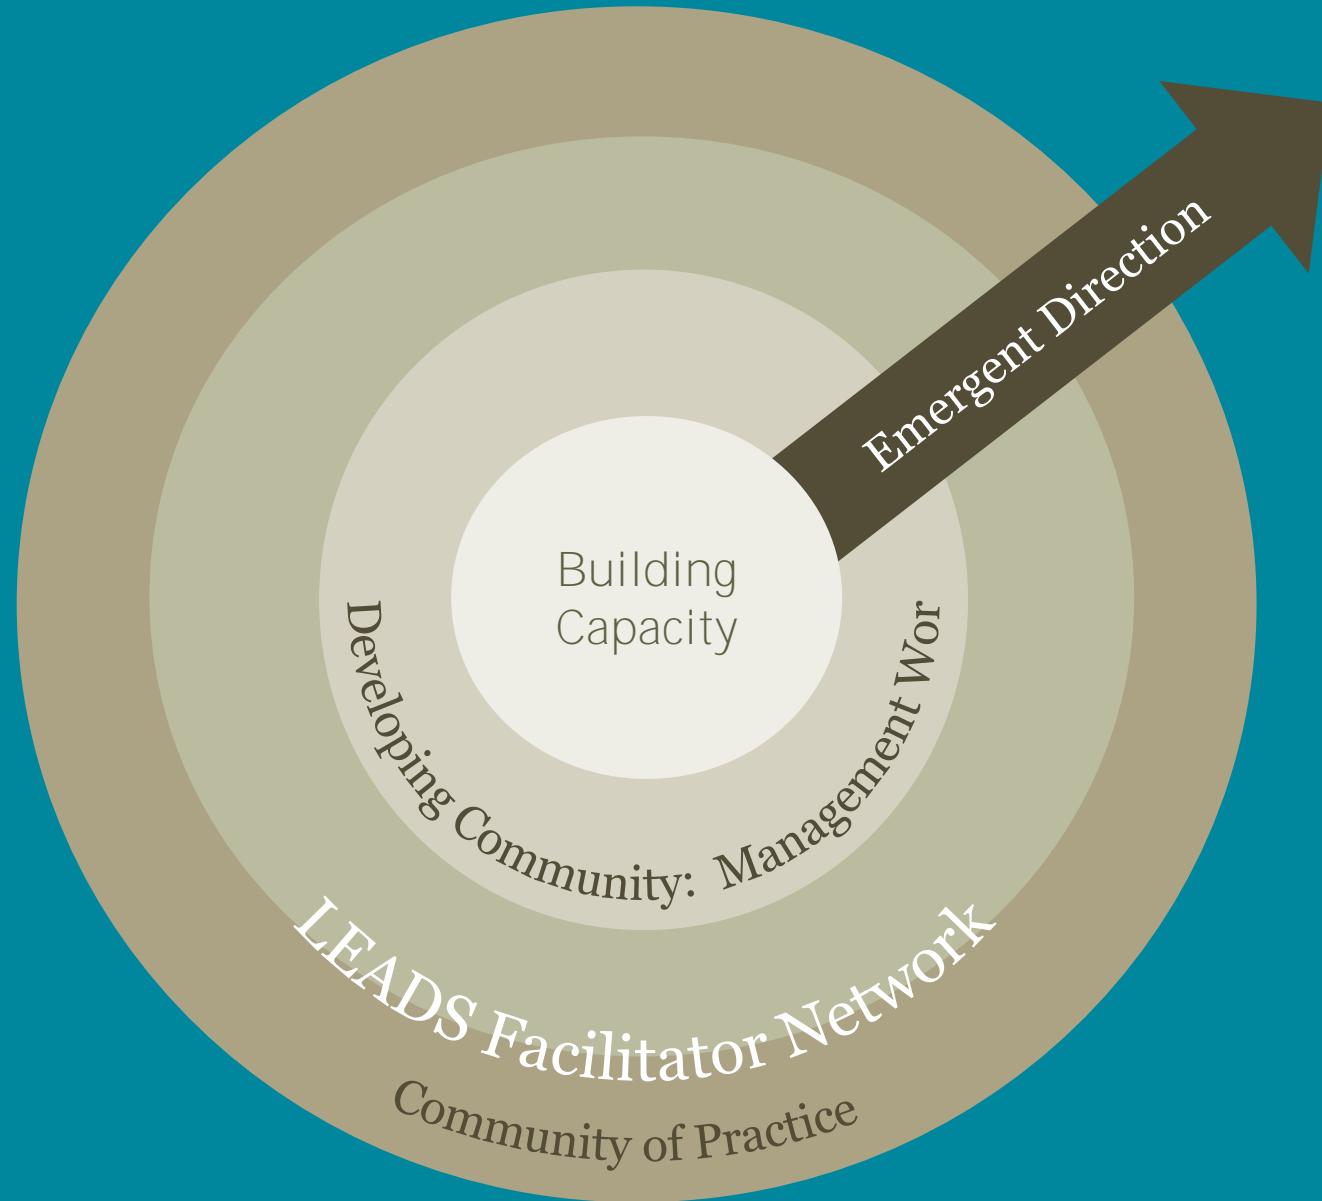 Emergent Direction
Building
Capacity
Developing Community: Management Wor
LEADS Facilitator Network
Community of Practice